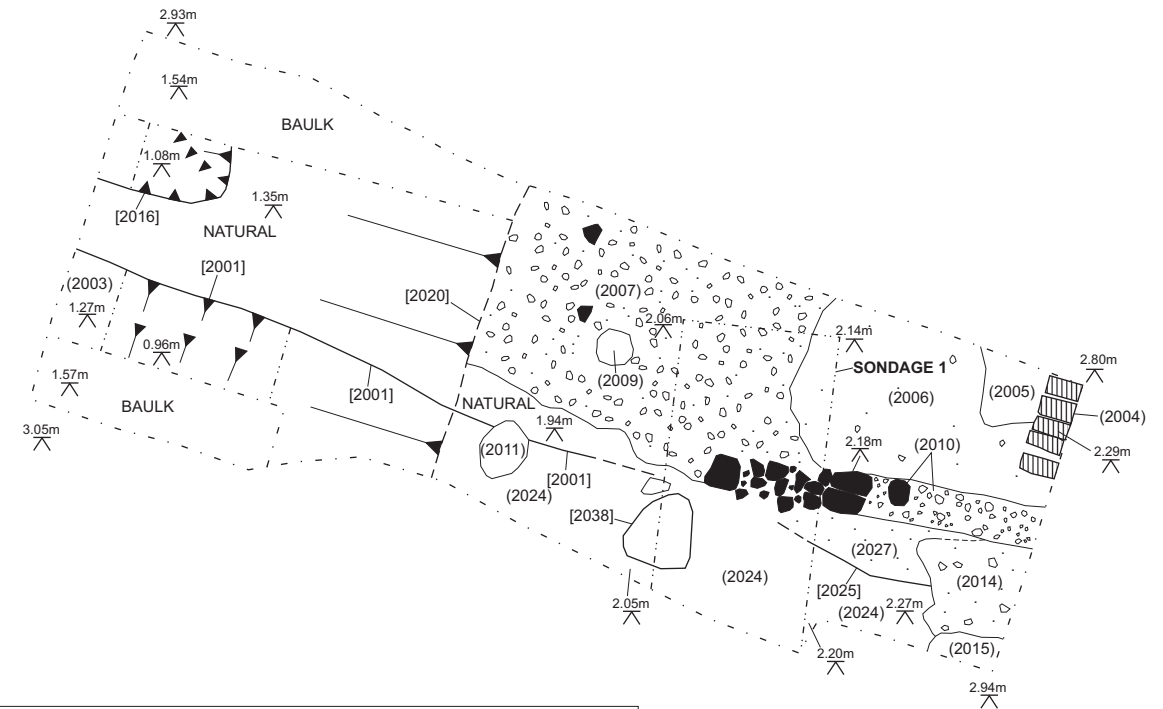 2.93m
1.54m
BAULK
1.08m
1.35m
[2016]
NATURAL
[2001]
(2003)
1.27m
[2020]
(2007)
2.06m
2.14m
0.96m
SONDAGE 1
2.80m
1.57m
(2009)
(2005)
(2006)
(2004)
[2001]
BAULK
NATURAL
3.05m
1.94m
2.18m
(2010)
2.29m
(2011)
[2001]
(2024)
[2038]
(2027)
(2024)
(2014)
[2025]
2.05m
(2024)
2.27m
(2015)
2.20m
2.94m